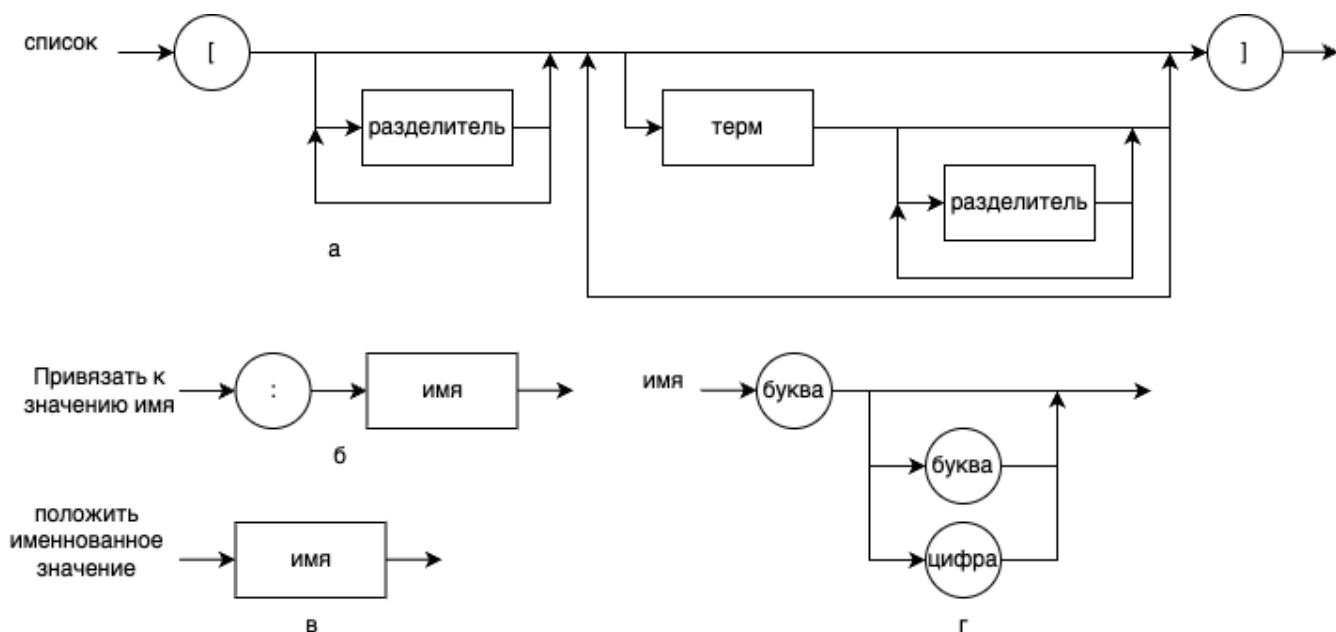 список
[
]
разделитель
терм
разделитель
а
Привязать к
значению имя
:
имя
б
имя
буква
буква
цифра
г
положить
именнованное
значение
имя
в